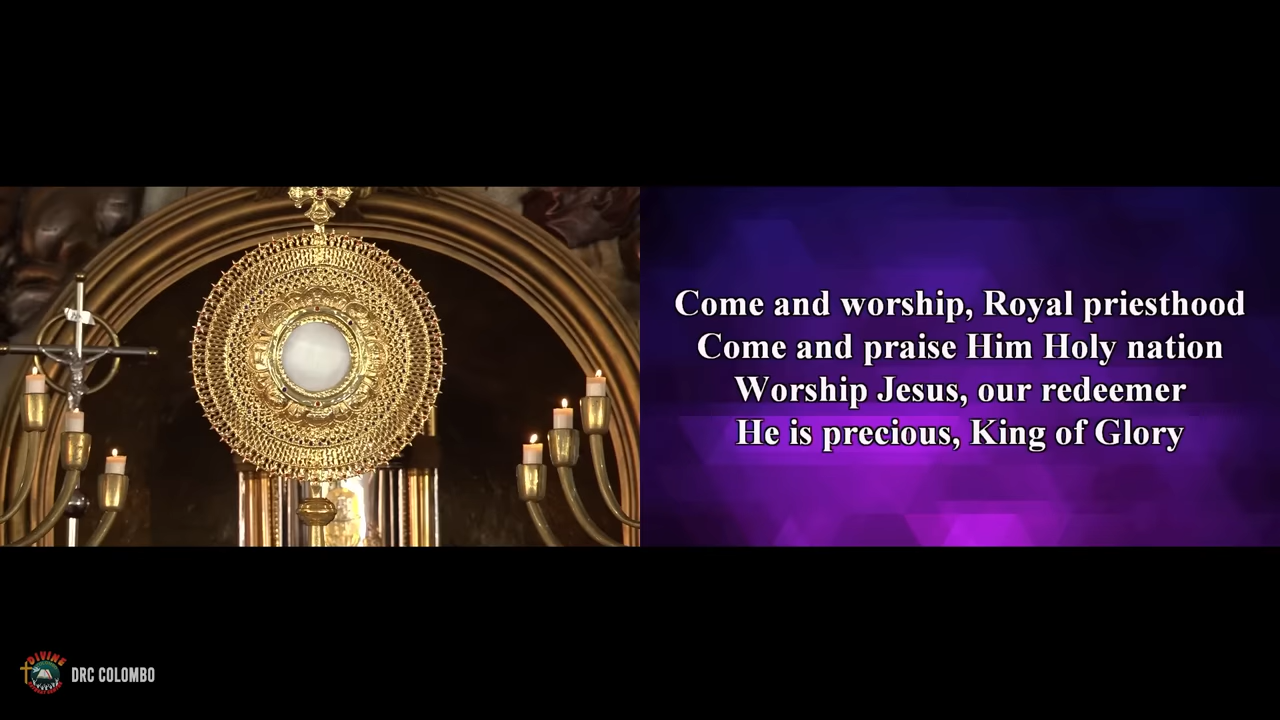 Come and worship, Royal priesthood
Come and praise Him Holy nation
Worship Jesus, our redeemer
He is precious, King of Glory
DIVINE
DRC COLOMBO